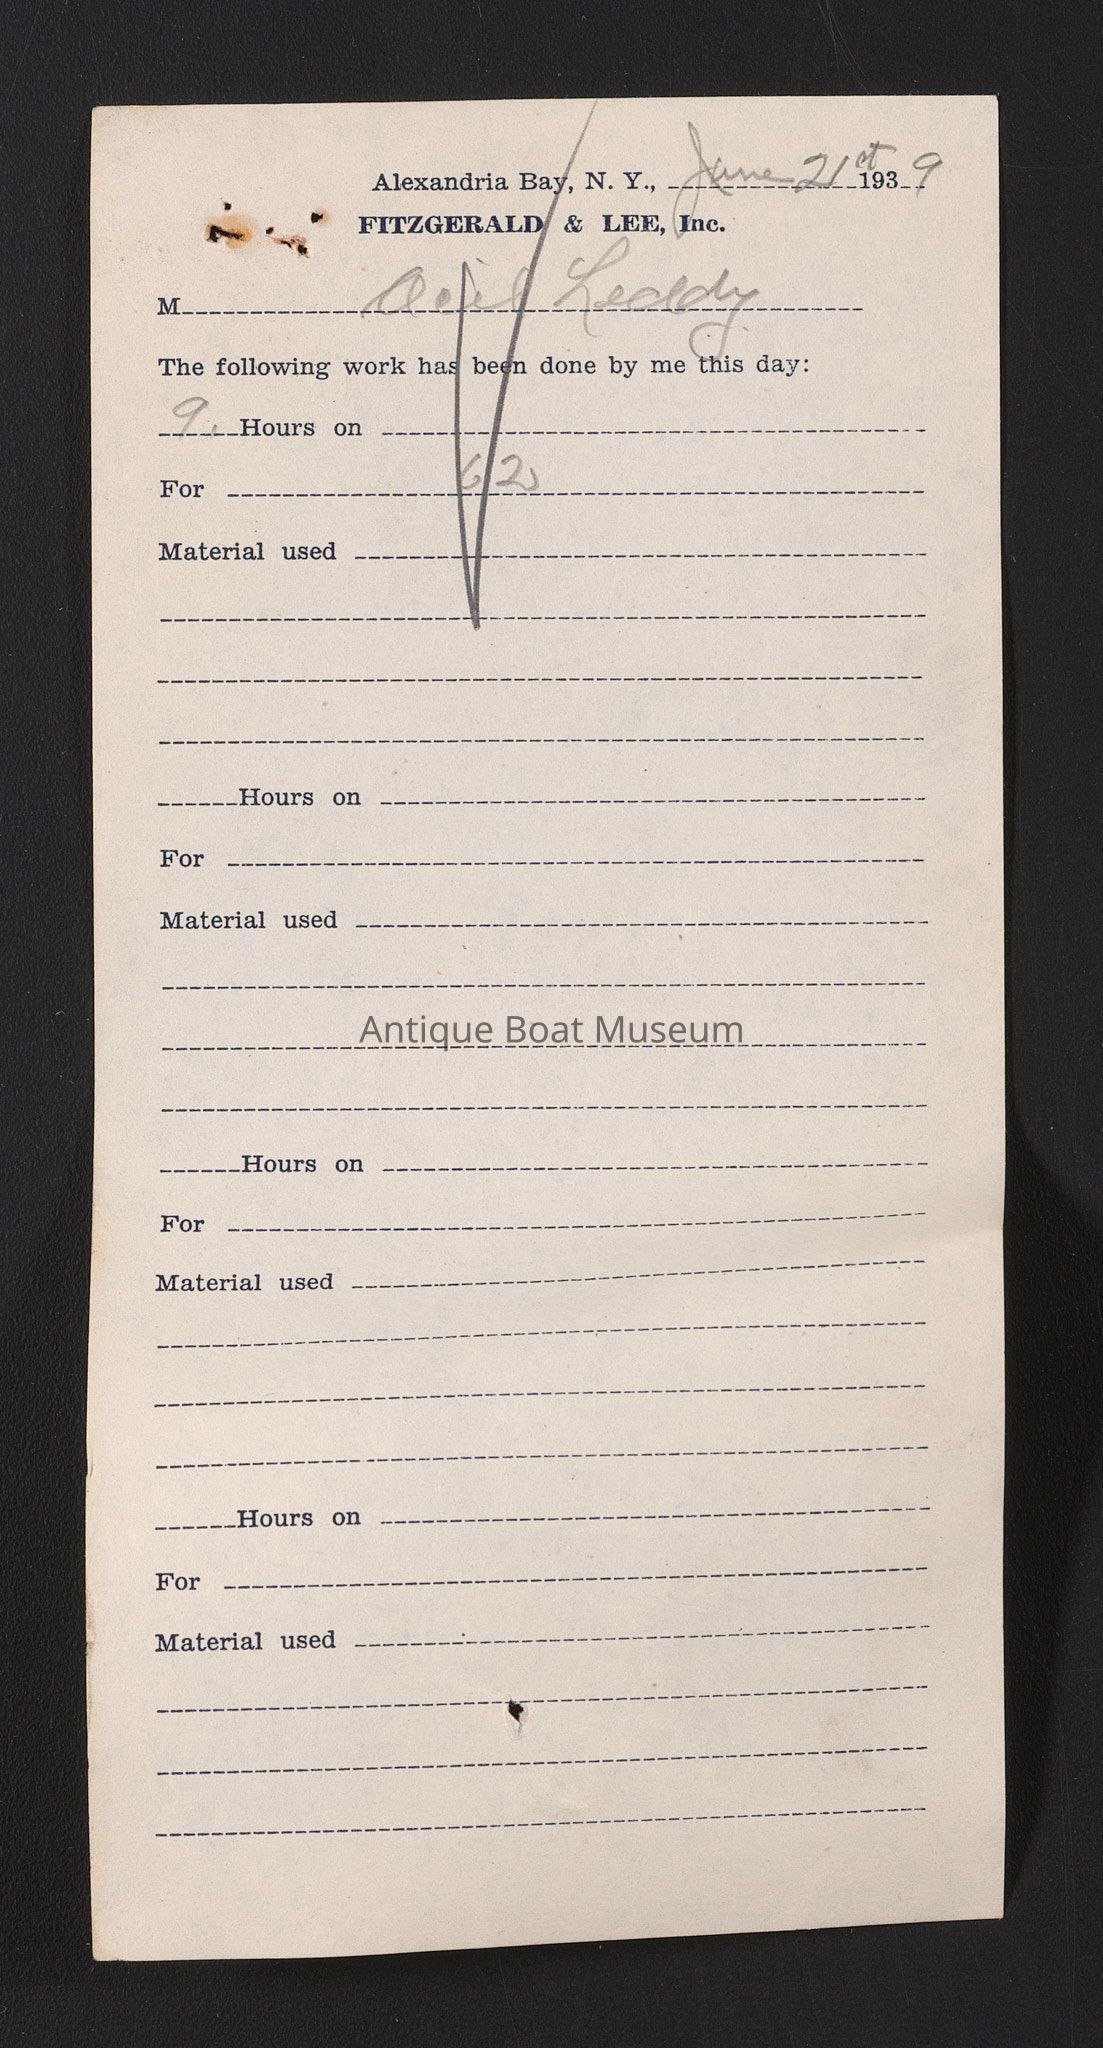 Alexandria Bay, N. Y., June 21st 1939
FITZGERALD & LEE, Inc.
M Leddy
The following work has been done by me this day:
9. Hours on
For 62
Material used
Hours on
For
Material used
Antique Boat Museum
Hours on
For
Material used
Hours on
For
Material used